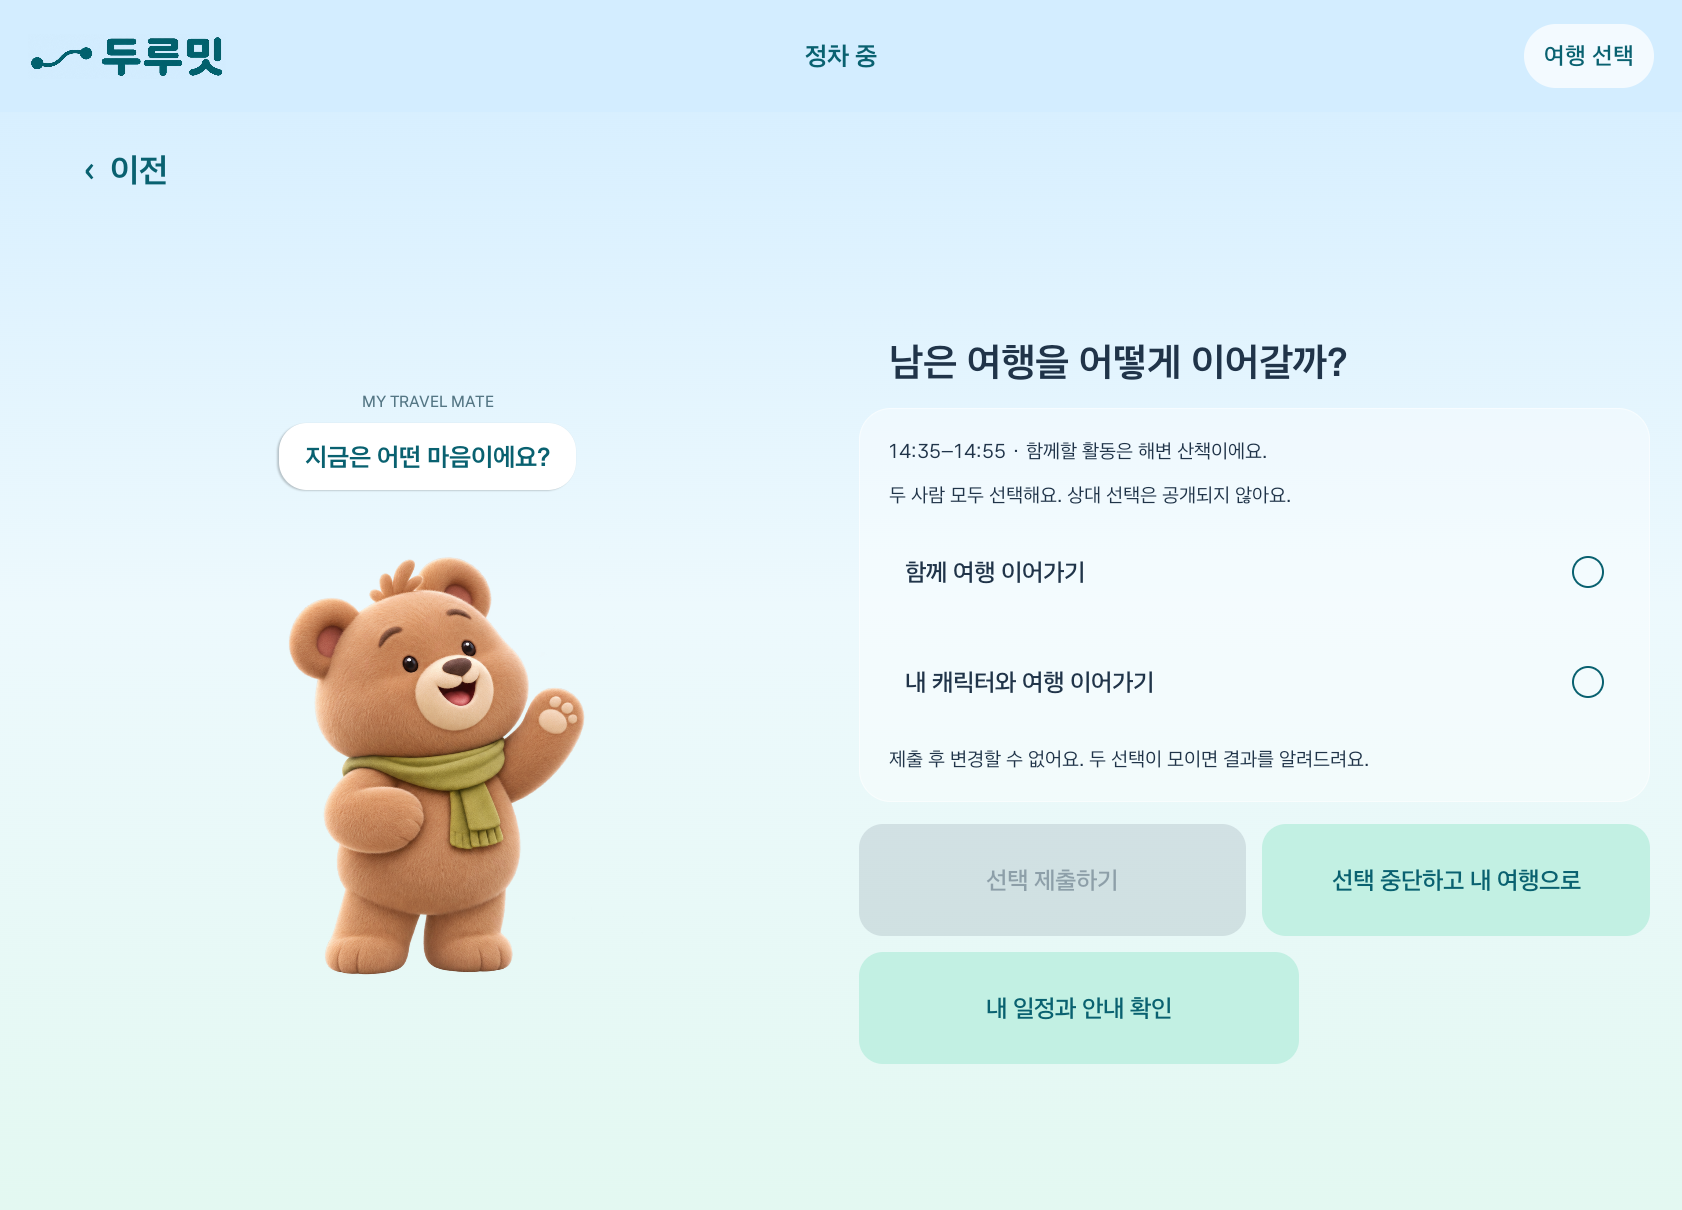 두루밋
정차 중
여행 선택
‹ 이전
MY TRAVEL MATE
지금은 어떤 마음이에요?
남은 여행을 어떻게 이어갈까?
14:35–14:55 · 함께할 활동은 해변 산책이에요.
두 사람 모두 선택해요. 상대 선택은 공개되지 않아요.
함께 여행 이어가기
내 캐릭터와 여행 이어가기
제출 후 변경할 수 없어요. 두 선택이 모이면 결과를 알려드려요.
선택 제출하기
선택 중단하고 내 여행으로
내 일정과 안내 확인